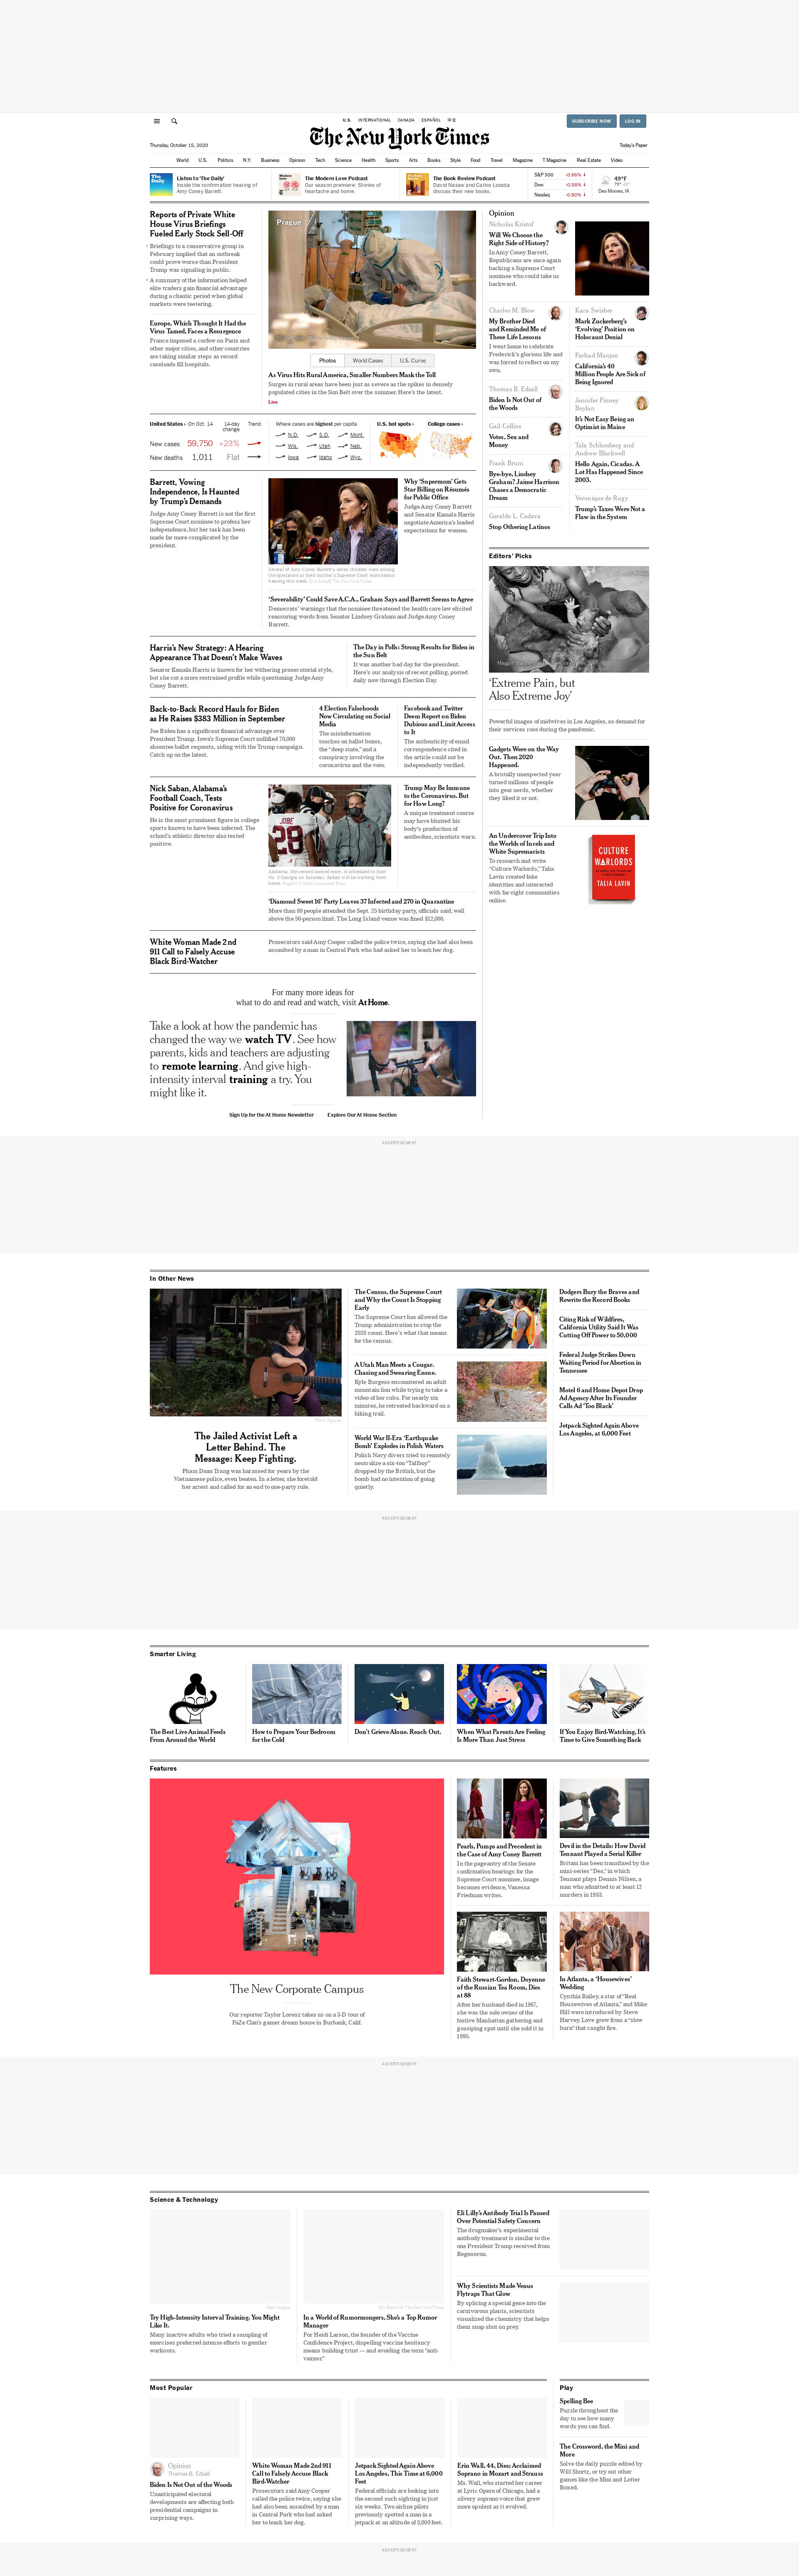 U.S. INTERNATIONAL CANADA ESPAÑOL 中文
SUBSCRIBE NOW LOG IN
The New York Times
Thursday, October 15, 2020
Today's Paper
World U.S. Politics N.Y. Business Opinion Tech Science Health Sports Arts Books Style Food Travel Magazine T Magazine Real Estate Video
The Daily
Listen to 'The Daily'
Inside the confirmation hearing of
Amy Coney Barrett.
Modern Love
The Modern Love Podcast
Our season premiere: Stories of
heartache and home.
The Book Review Podcast
David Nasaw and Carlos Lozada
discuss their new books.
S&P 500 -0.66% ↓
Dow -0.58% ↓
Nasdaq -0.80% ↓
49°F
Des Moines, IA
Reports of Private White
House Virus Briefings
Fueled Early Stock Sell-Off
• Briefings to a conservative group in
February implied that an outbreak
could prove worse than President
Trump was signaling in public.
• A summary of the information helped
elite traders gain financial advantage
during a chaotic period when global
markets were teetering.
Europe, Which Thought It Had the
Virus Tamed, Faces a Resurgence
France imposed a curfew on Paris and
other major cities, and other countries
are taking similar steps as record
caseloads fill hospitals.
Prague
Photos World Cases U.S. Curve
As Virus Hits Rural America, Smaller Numbers Mask the Toll
Surges in rural areas have been just as severe as the spikes in densely
populated cities in the Sun Belt over the summer. Here's the latest.
Live
United States › On Oct. 14 14-day change Trend
New cases 59,750 +23%
New deaths 1,011 Flat
Where cases are highest per capita
N.D. S.D. Mont.
Wis. Utah Neb.
Iowa Idaho Wyo.
U.S. hot spots › College cases ›
Barrett, Vowing
Independence, Is Haunted
by Trump's Demands
Judge Amy Coney Barrett is not the first
Supreme Court nominee to profess her
independence, but her task has been
made far more complicated by the
president.
Several of Amy Coney Barrett's seven children were among
the spectators at their mother's Supreme Court nomination
hearing this week.
Why 'Supermom' Gets
Star Billing on Résumés
for Public Office
Judge Amy Coney Barrett
and Senator Kamala Harris
negotiate America's loaded
expectations for women.
'Severability' Could Save A.C.A., Graham Says and Barrett Seems to Agree
Democrats' warnings that the nominee threatened the health care law elicited
reassuring words from Senator Lindsey Graham and Judge Amy Coney
Barrett.
Harris's New Strategy: A Hearing
Appearance That Doesn't Make Waves
Senator Kamala Harris is known for her withering prosecutorial style,
but she cut a more restrained profile while questioning Judge Amy
Coney Barrett.
The Day in Polls: Strong Results for Biden in
the Sun Belt
It was another bad day for the president.
Here's our analysis of recent polling, posted
daily now through Election Day.
Back-to-Back Record Hauls for Biden
as He Raises $383 Million in September
Joe Biden has a significant financial advantage over
President Trump. Iowa's Supreme Court nullified 70,000
absentee ballot requests, siding with the Trump campaign.
Catch up on the latest.
4 Election Falsehoods
Now Circulating on Social
Media
The misinformation
touches on ballot boxes,
the "deep state," and a
conspiracy involving the
coronavirus and the vote.
Facebook and Twitter
Deem Report on Biden
Dubious and Limit Access
to It
The authenticity of email
correspondence cited in
the article could not be
independently verified.
Nick Saban, Alabama's
Football Coach, Tests
Positive for Coronavirus
He is the most prominent figure in college
sports known to have been infected. The
school's athletic director also tested
positive.
Alabama, the second-ranked team, is scheduled to host
No. 3 Georgia on Saturday. Saban will be working from
home.
Trump May Be Immune
to the Coronavirus. But
for How Long?
A unique treatment course
may have blunted his
body's production of
antibodies, scientists warn.
'Diamond Sweet 16' Party Leaves 37 Infected and 270 in Quarantine
More than 80 people attended the Sept. 25 birthday party, officials said, well
above the 50-person limit. The Long Island venue was fined $12,000.
White Woman Made 2nd
911 Call to Falsely Accuse
Black Bird-Watcher
Prosecutors said Amy Cooper called the police twice, saying she had also been
assaulted by a man in Central Park who had asked her to leash her dog.
For many more ideas for
what to do and read and watch, visit At Home.
Take a look at how the pandemic has
changed the way we watch TV. See how
parents, kids and teachers are adjusting
to remote learning. And give high-
intensity interval training a try. You
might like it.
Sign Up for the At Home Newsletter Explore Our At Home Section
Opinion
Nicholas Kristof
Will We Choose the
Right Side of History?
In Amy Coney Barrett,
Republicans are once again
backing a Supreme Court
nominee who could take us
backward.
Charles M. Blow
My Brother Died
and Reminded Me of
These Life Lessons
I went home to celebrate
Frederick's glorious life and
was forced to reflect on my
own.
Thomas B. Edsall
Biden Is Not Out of
the Woods
Gail Collins
Votes, Sex and
Money
Frank Bruni
Bye-bye, Lindsey
Graham? Jaime Harrison
Chases a Democratic
Dream
Geraldo L. Cadava
Stop Othering Latinos
Kara Swisher
Mark Zuckerberg's
'Evolving' Position on
Holocaust Denial
Farhad Manjoo
California's 40
Million People Are Sick of
Being Ignored
Jennifer Finney
Boylan
It's Not Easy Being an
Optimist in Maine
Tala Schlossberg and
Andrew Blackwell
Hello Again, Cicadas. A
Lot Has Happened Since
2003.
Veronique de Rugy
Trump's Taxes Were Not a
Flaw in the System
Editors' Picks
'Extreme Pain, but
Also Extreme Joy'
Powerful images of midwives in Los Angeles, as demand for
their services rose during the pandemic.
Gadgets Were on the Way
Out. Then 2020
Happened.
A brutally unexpected year
turned millions of people
into gear nerds, whether
they liked it or not.
An Undercover Trip Into
the Worlds of Incels and
White Supremacists
To research and write
"Culture Warlords," Talia
Lavin created fake
identities and interacted
with far-right communities
online.
CULTURE
WARLORDS
TALIA LAVIN
ADVERTISEMENT
In Other News
The Jailed Activist Left a
Letter Behind. The
Message: Keep Fighting.
Pham Doan Trang was harassed for years by the
Vietnamese police, even beaten. In a letter, she foretold
her arrest and called for an end to one-party rule.
The Census, the Supreme Court
and Why the Count Is Stopping
Early
The Supreme Court has allowed the
Trump administration to stop the
2020 count. Here's what that means
for the census.
A Utah Man Meets a Cougar.
Chasing and Swearing Ensue.
Kyle Burgess encountered an adult
mountain lion while trying to take a
video of her cubs. For nearly six
minutes, he retreated backward on a
hiking trail.
World War II-Era 'Earthquake
Bomb' Explodes in Polish Waters
Polish Navy divers tried to remotely
neutralize a six-ton "Tallboy"
dropped by the British, but the
bomb had no intention of going
quietly.
Dodgers Bury the Braves and
Rewrite the Record Books
Citing Risk of Wildfires,
California Utility Said It Was
Cutting Off Power to 50,000
Federal Judge Strikes Down
Waiting Period for Abortion in
Tennessee
Motel 6 and Home Depot Drop
Ad Agency After Its Founder
Calls Ad 'Too Black'
Jetpack Sighted Again Above
Los Angeles, at 6,000 Feet
ADVERTISEMENT
Smarter Living
The Best Live Animal Feeds
From Around the World
How to Prepare Your Bedroom
for the Cold
Don't Grieve Alone. Reach Out.
When What Parents Are Feeling
Is More Than Just Stress
If You Enjoy Bird-Watching, It's
Time to Give Something Back
Features
The New Corporate Campus
Our reporter Taylor Lorenz takes us on a 3-D tour of
FaZe Clan's gamer dream house in Burbank, Calif.
Pearls, Pumps and Precedent in
the Case of Amy Coney Barrett
In the pageantry of the Senate
confirmation hearings for the
Supreme Court nominee, image
becomes evidence, Vanessa
Friedman writes.
Devil in the Details: How David
Tennant Played a Serial Killer
Britain has been transfixed by the
mini-series "Des," in which
Tennant plays Dennis Nilsen, a
man who admitted to at least 12
murders in 1983.
Faith Stewart-Gordon, Doyenne
of the Russian Tea Room, Dies
at 88
After her husband died in 1967,
she was the sole owner of the
festive Manhattan gathering and
gossiping spot until she sold it in
1995.
In Atlanta, a 'Housewives'
Wedding
Cynthia Bailey, a star of "Real
Housewives of Atlanta," and Mike
Hill were introduced by Steve
Harvey. Love grew from a "slow
burn" that caught fire.
ADVERTISEMENT
Science & Technology
Getty Images
Try High-Intensity Interval Training. You Might
Like It.
Many inactive adults who tried a sampling of
exercises preferred intense efforts to gentler
workouts.
In a World of Rumormongers, She's a Top Rumor
Manager
For Heidi Larson, the founder of the Vaccine
Confidence Project, dispelling vaccine hesitancy
means building trust — and avoiding the term "anti-
vaxxer."
Eli Lilly's Antibody Trial Is Paused
Over Potential Safety Concern
The drugmaker's experimental
antibody treatment is similar to the
one President Trump received from
Regeneron.
Why Scientists Made Venus
Flytraps That Glow
By splicing a special gene into the
carnivorous plants, scientists
visualized the chemistry that helps
them snap shut on prey.
Most Popular
Opinion
Thomas B. Edsall
Biden Is Not Out of the Woods
Unanticipated electoral
developments are affecting both
presidential campaigns in
surprising ways.
White Woman Made 2nd 911
Call to Falsely Accuse Black
Bird-Watcher
Prosecutors said Amy Cooper
called the police twice, saying she
had also been assaulted by a man
in Central Park who had asked
her to leash her dog.
Jetpack Sighted Again Above
Los Angeles, This Time at 6,000
Feet
Federal officials are looking into
the second such sighting in just
six weeks. Two airline pilots
previously spotted a man in a
jetpack at an altitude of 3,000 feet.
Erin Wall, 44, Dies; Acclaimed
Soprano in Mozart and Strauss
Ms. Wall, who started her career
at Lyric Opera of Chicago, had a
silvery soprano voice that grew
more opulent as it evolved.
Play
Spelling Bee
Puzzle throughout the
day to see how many
words you can find.
The Crossword, the Mini and
More
Solve the daily puzzle edited by
Will Shortz, or try out other
games like the Mini and Letter
Boxed.
ADVERTISEMENT